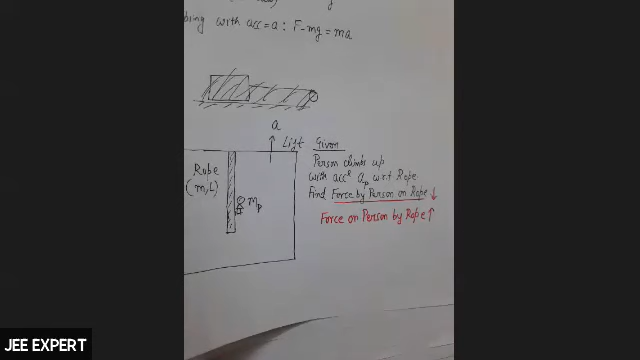 with acc = a : F - mg = ma
a
Lift
Given
Person climbs up
with accⁿ aₚ w.r.t Rope
Find Force by Person on Rope ↓
Force on Person by Rope ↑
Rope
(m, L)
mₚ
JEE EXPERT